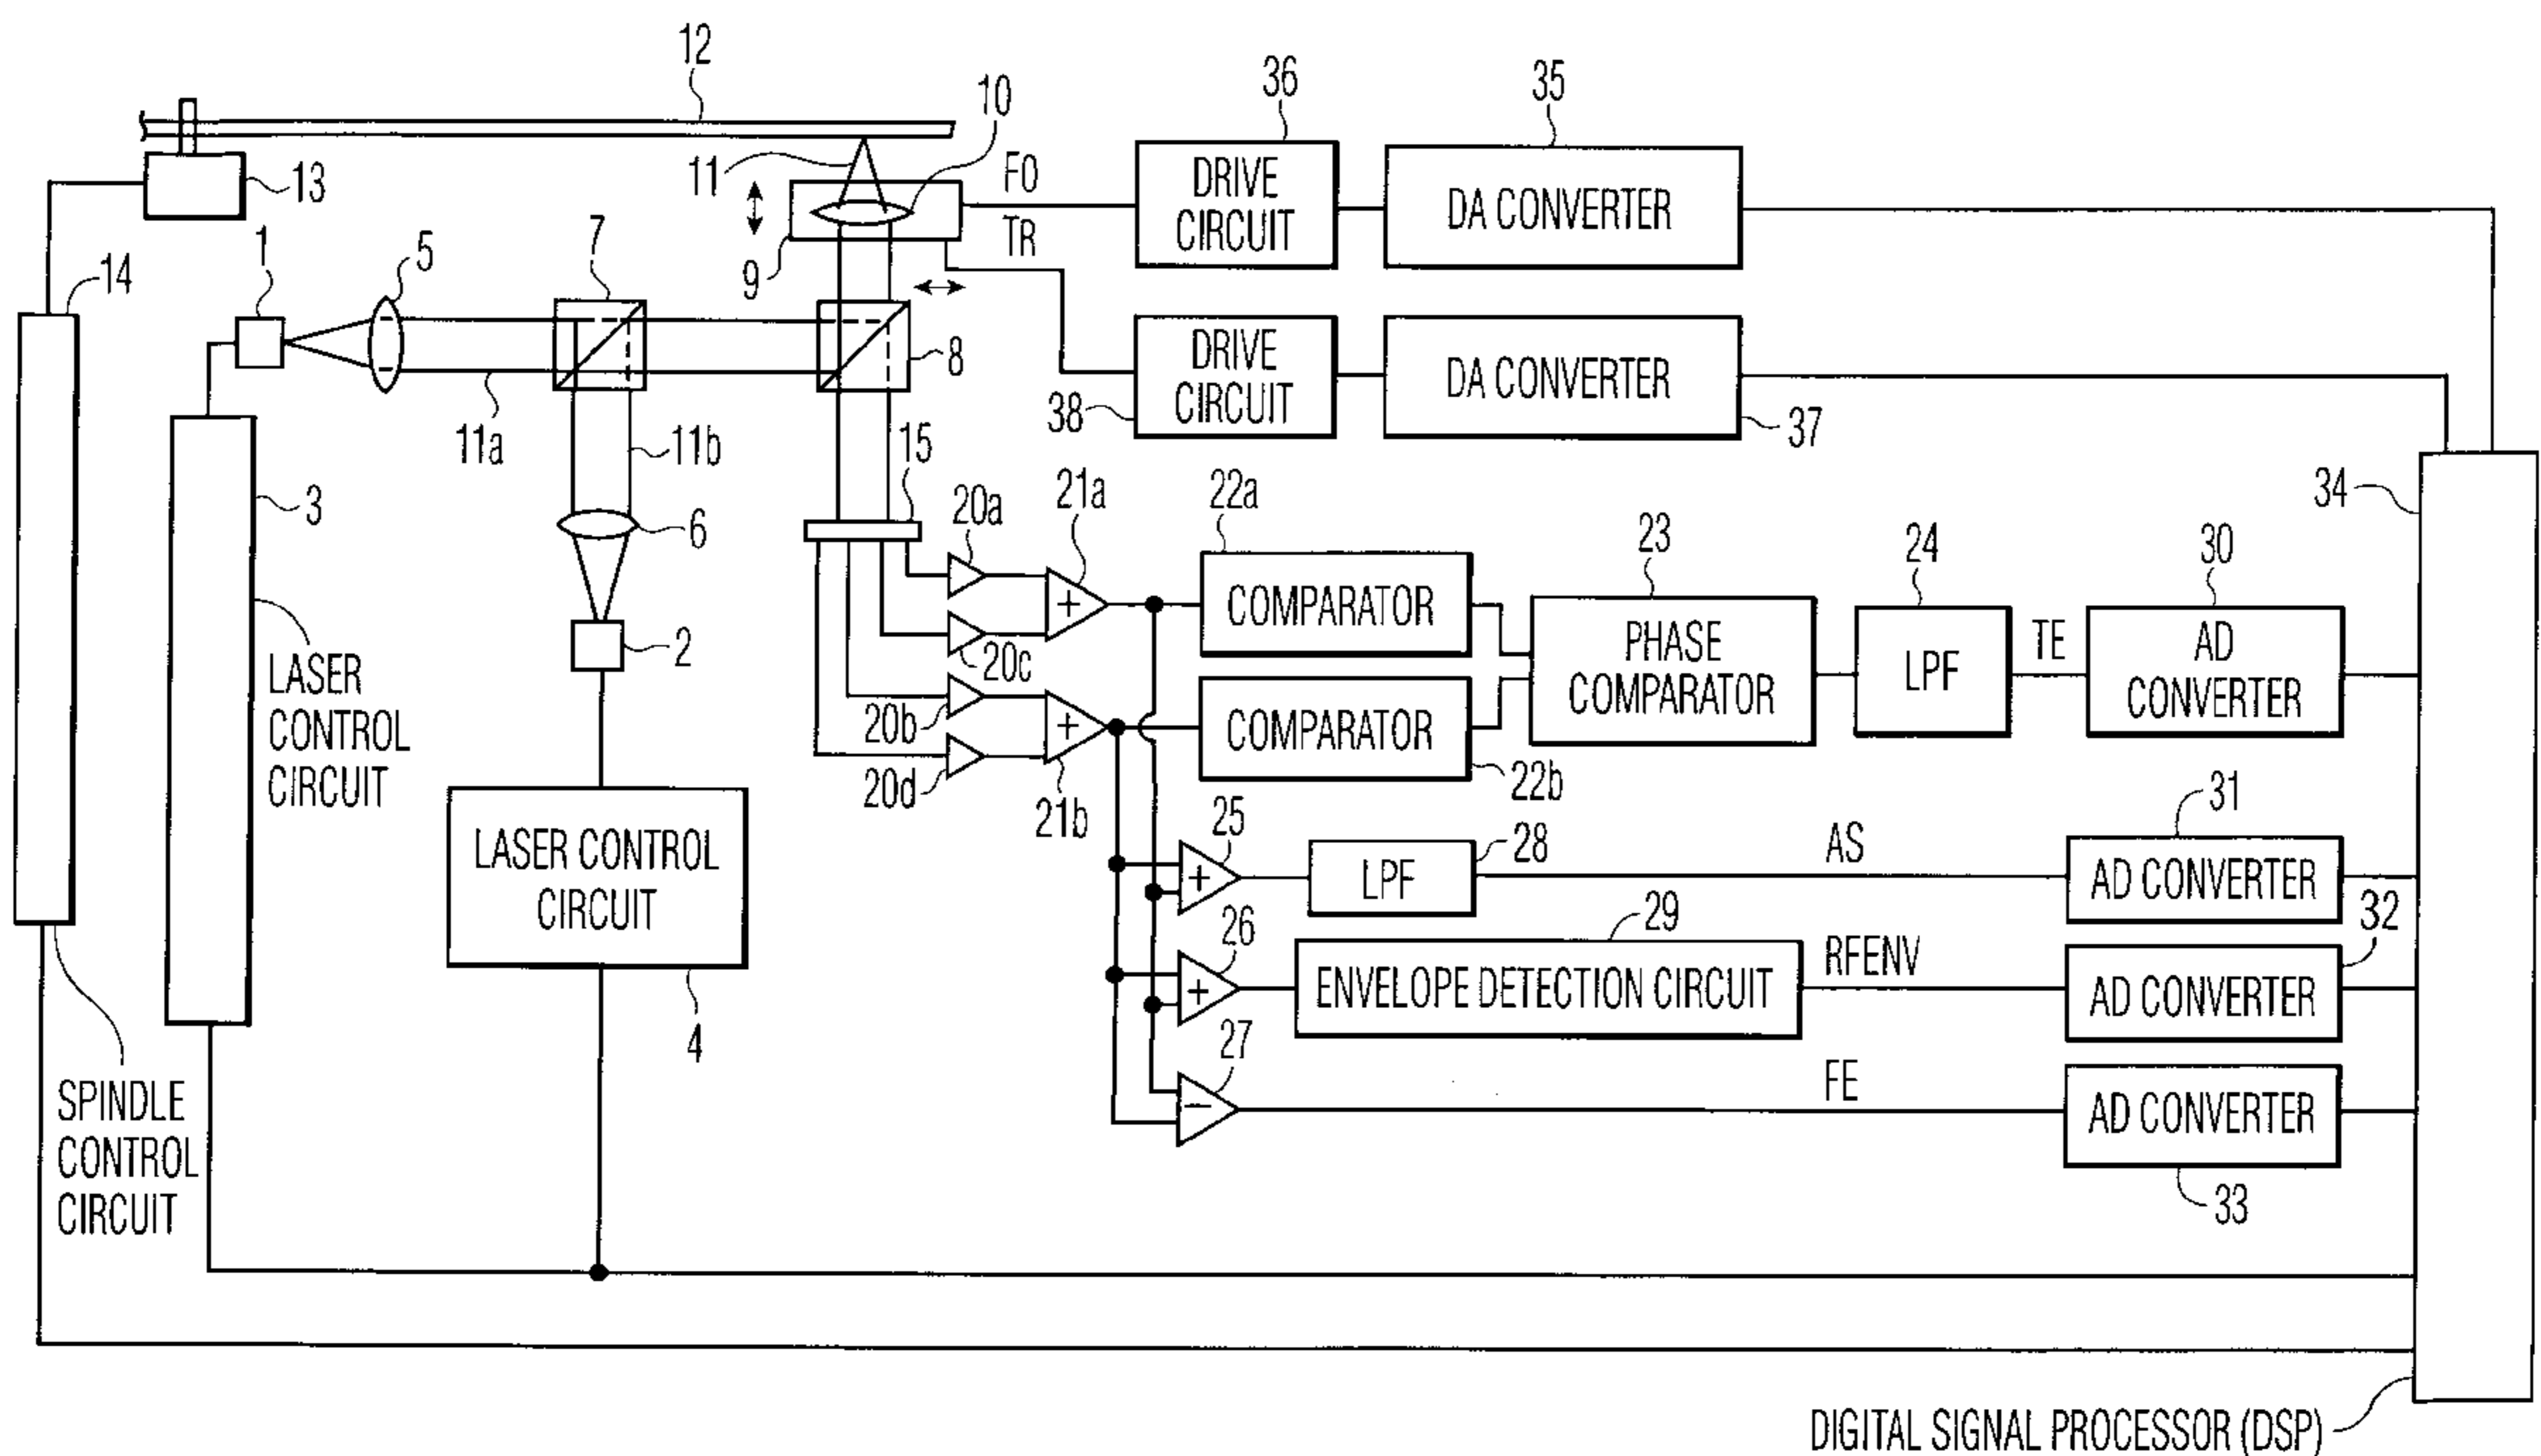 12
10
36
35
11
FO
DRIVE
CIRCUIT
DA CONVERTER
13
TR
9
1
5
7
14
8
DRIVE
CIRCUIT
DA CONVERTER
38
37
11a
11b
15
34
3
6
20a
21a
22a
23
24
30
COMPARATOR
PHASE
COMPARATOR
LPF
TE
AD
CONVERTER
2
20c
LASER
CONTROL
CIRCUIT
20b
COMPARATOR
20d
21b
22b
31
LASER CONTROL
CIRCUIT
25
28
AS
LPF
AD CONVERTER
32
26
29
RFENV
ENVELOPE DETECTION CIRCUIT
AD CONVERTER
4
27
FE
AD CONVERTER
SPINDLE
CONTROL
CIRCUIT
33
+
+
+
+
−
DIGITAL SIGNAL PROCESSOR (DSP)